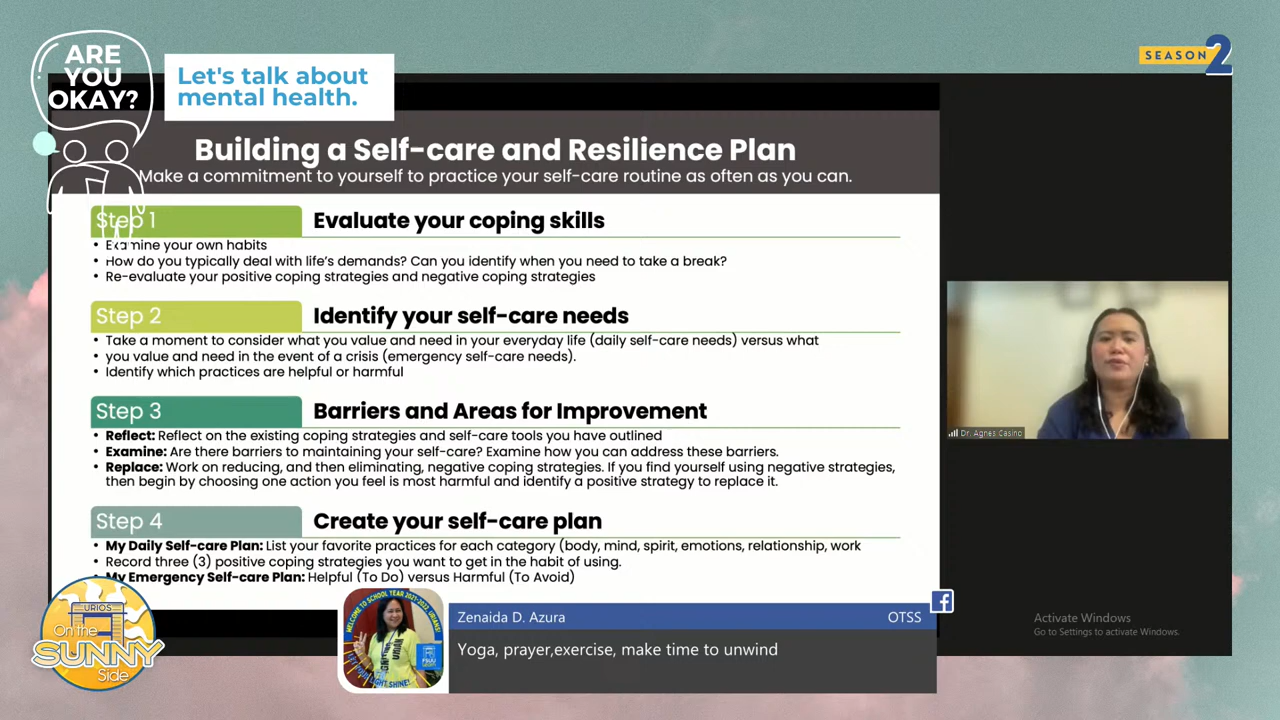 ARE
YOU
OKAY?
Let's talk about
mental health.
SEASON 2
Building a Self-care and Resilience Plan
Make a commitment to yourself to practice your self-care routine as often as you can.
Step 1
Evaluate your coping skills
• Examine your own habits
• How do you typically deal with life's demands? Can you identify when you need to take a break?
• Re-evaluate your positive coping strategies and negative coping strategies
Step 2
Identify your self-care needs
• Take a moment to consider what you value and need in your everyday life (daily self-care needs) versus what
• you value and need in the event of a crisis (emergency self-care needs).
• Identify which practices are helpful or harmful
Step 3
Barriers and Areas for Improvement
• Reflect: Reflect on the existing coping strategies and self-care tools you have outlined
• Examine: Are there barriers to maintaining your self-care? Examine how you can address these barriers.
• Replace: Work on reducing, and then eliminating, negative coping strategies. If you find yourself using negative strategies,
then begin by choosing one action you feel is most harmful and identify a positive strategy to replace it.
Step 4
Create your self-care plan
• My Daily Self-care Plan: List your favorite practices for each category (body, mind, spirit, emotions, relationship, work
• Record three (3) positive coping strategies you want to get in the habit of using.
• My Emergency Self-care Plan: Helpful (To Do) versus Harmful (To Avoid)
Dr. Agnes Casino
Activate Windows
Go to Settings to activate Windows.
URIOS
On the
SUNNY
Side
WELCOME TO SCHOOL YEAR 2021-2022, URIANS!
Zenaida D. Azura
OTSS
Yoga, prayer,exercise, make time to unwind